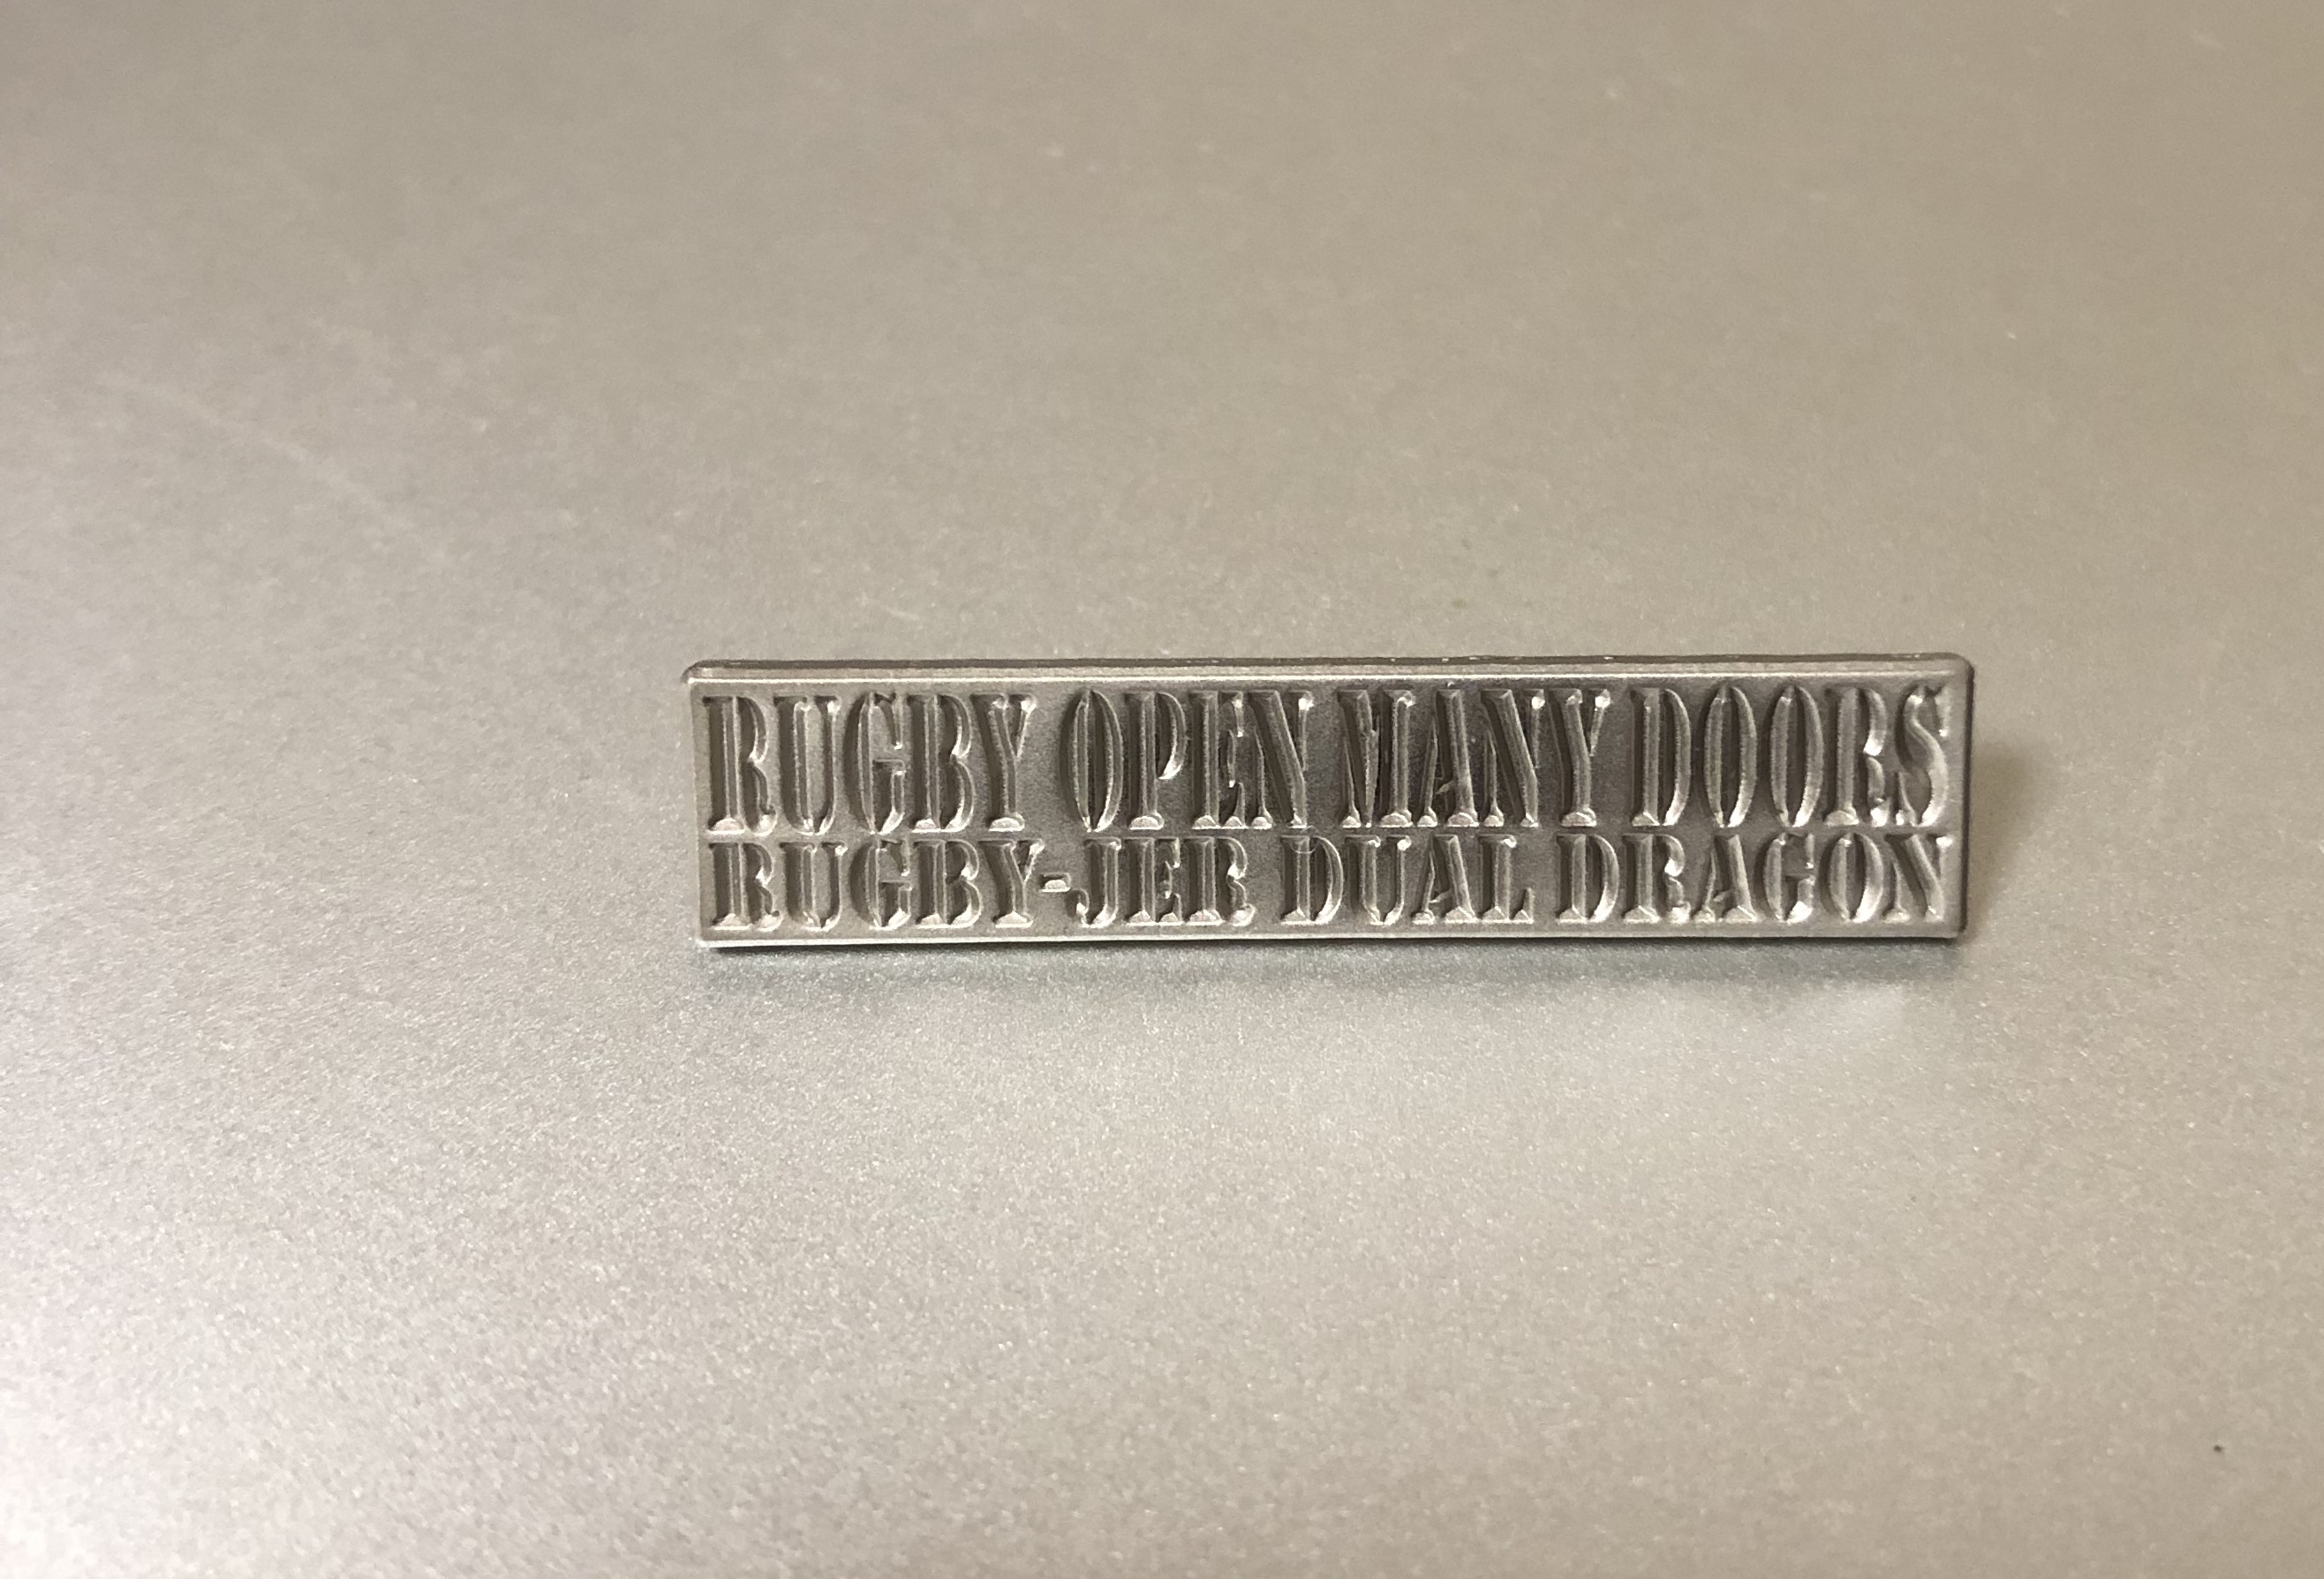 RUGBY OPEN MANY DOORS
RUGBY-JER DUAL DRAGON